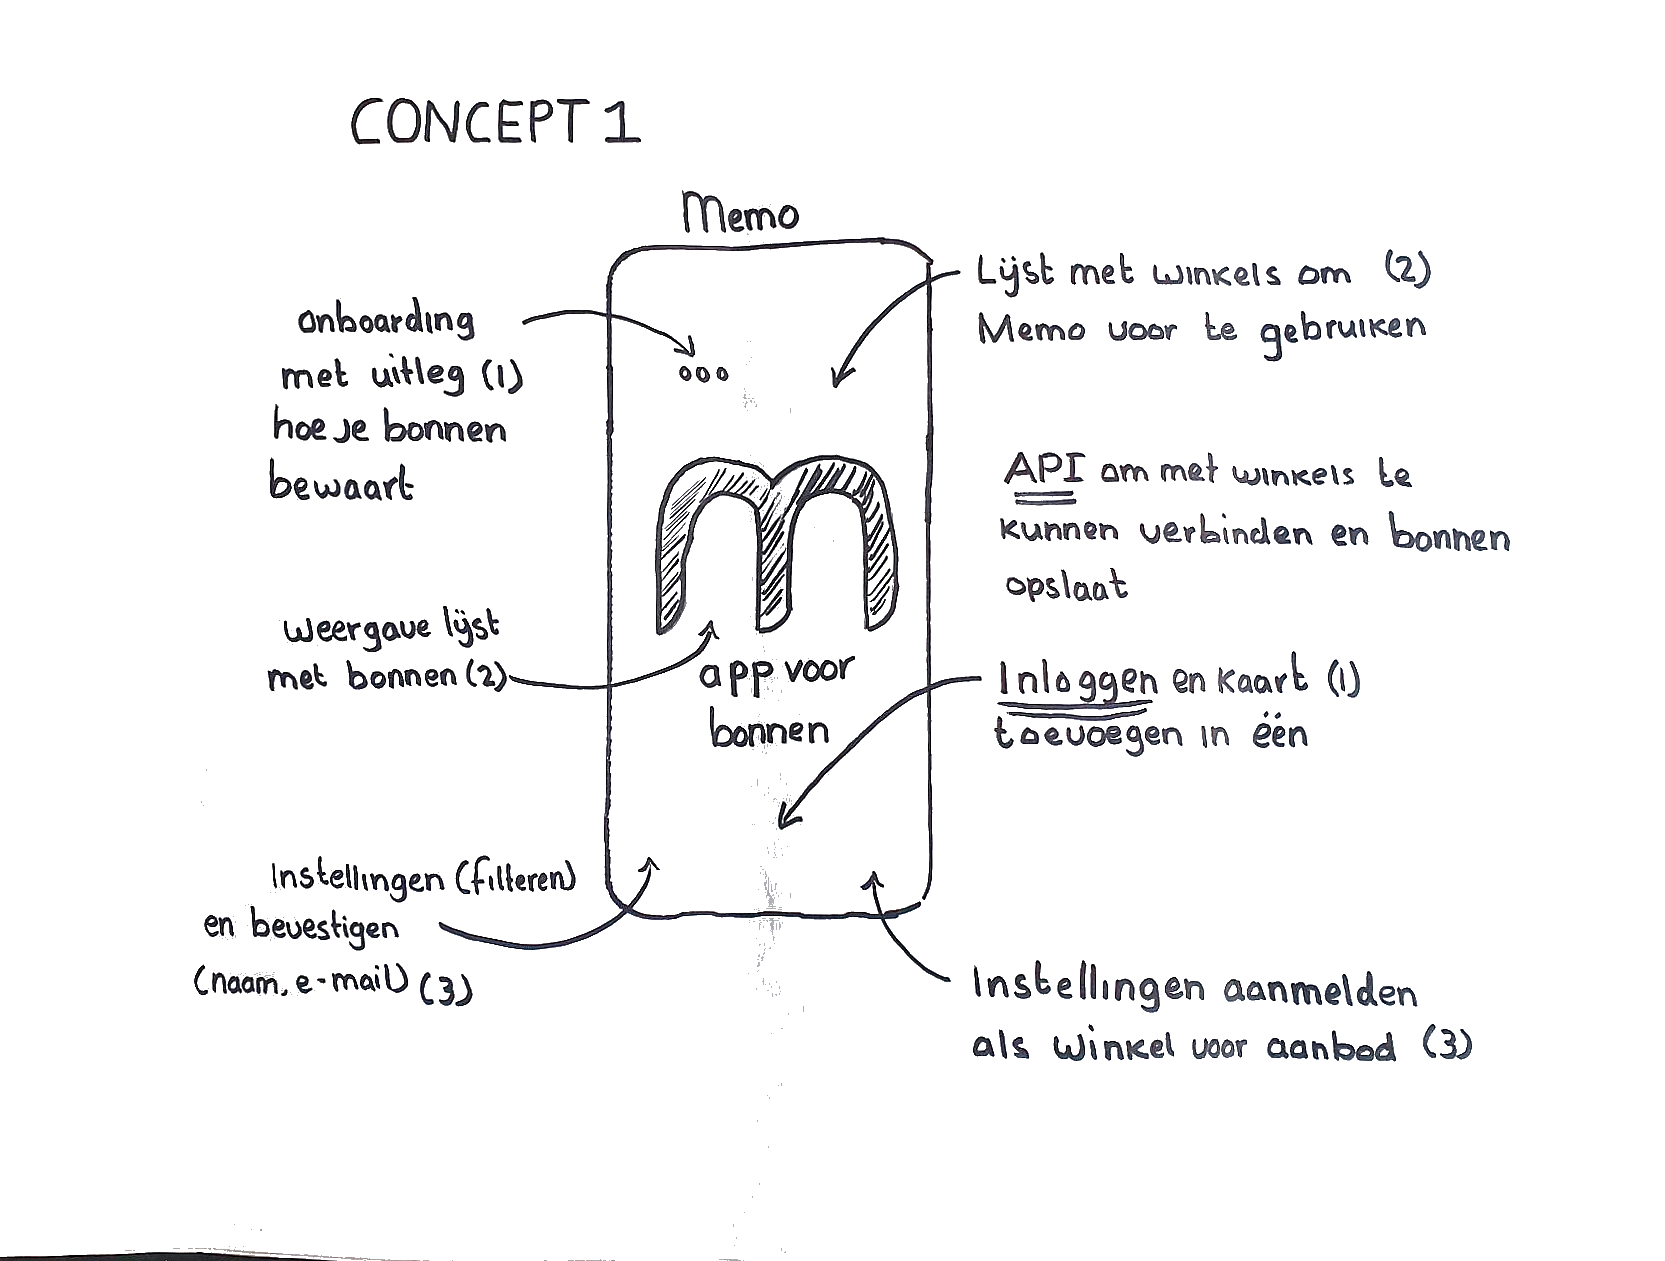 CONCEPT 1
Memo
onboarding
met uitleg (1)
hoe je bonnen
bewaart
Lijst met winkels om (2)
Memo voor te gebruiken
API om met winkels te
kunnen verbinden en bonnen
opslaat
m
app voor
bonnen
weergave lijst
met bonnen (2)
Inloggen en kaart (1)
toevoegen in één
Instellingen (filteren)
en bevestigen
(naam, e-mail) (3)
Instellingen aanmelden
als winkel voor aanbod (3)